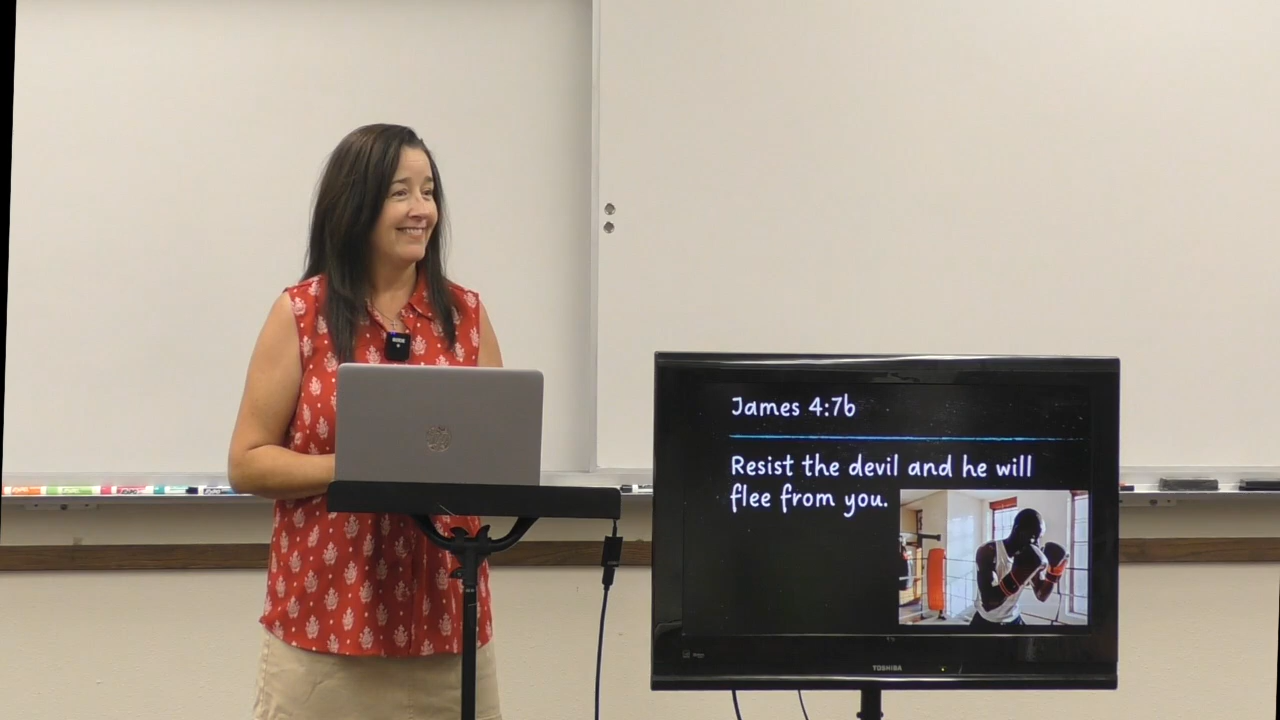 James 4:7b
Resist the devil and he will
flee from you.
TOSHIBA